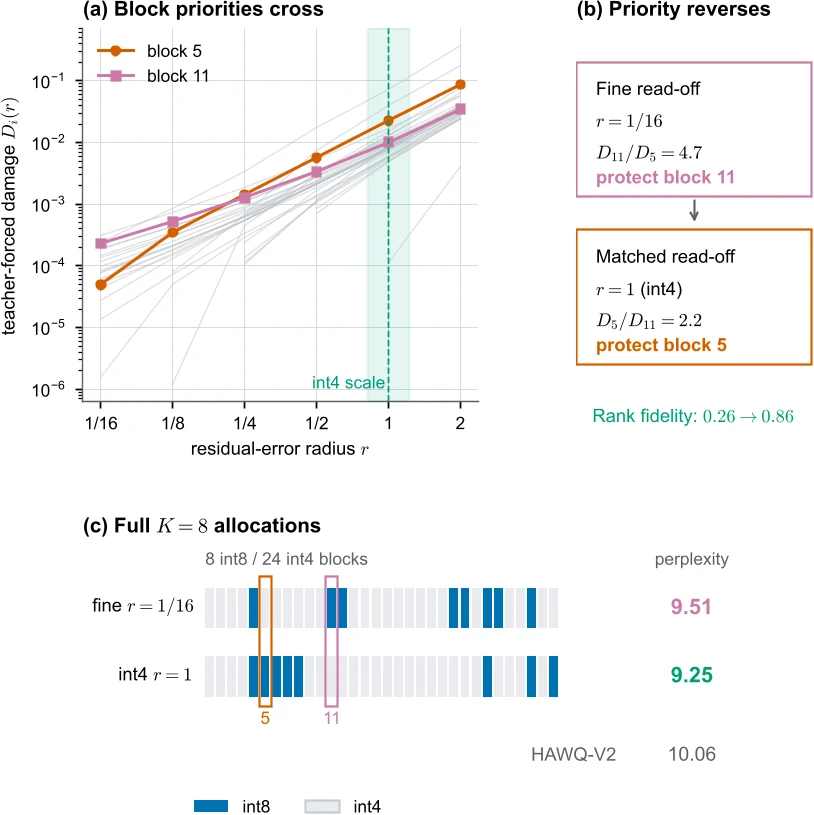 (a) Block priorities cross
block 5
block 11
teacher-forced damage D_i(r)
10⁻¹
10⁻²
10⁻³
10⁻⁴
10⁻⁵
10⁻⁶
int4 scale
1/16 1/8 1/4 1/2 1 2
residual-error radius r
(b) Priority reverses
Fine read-off
r = 1/16
D₁₁/D₅ = 4.7
protect block 11
Matched read-off
r = 1 (int4)
D₅/D₁₁ = 2.2
protect block 5
Rank fidelity: 0.26 → 0.86
(c) Full K = 8 allocations
8 int8 / 24 int4 blocks perplexity
fine r = 1/16 9.51
int4 r = 1 9.25
5 11
HAWQ-V2 10.06
int8 int4